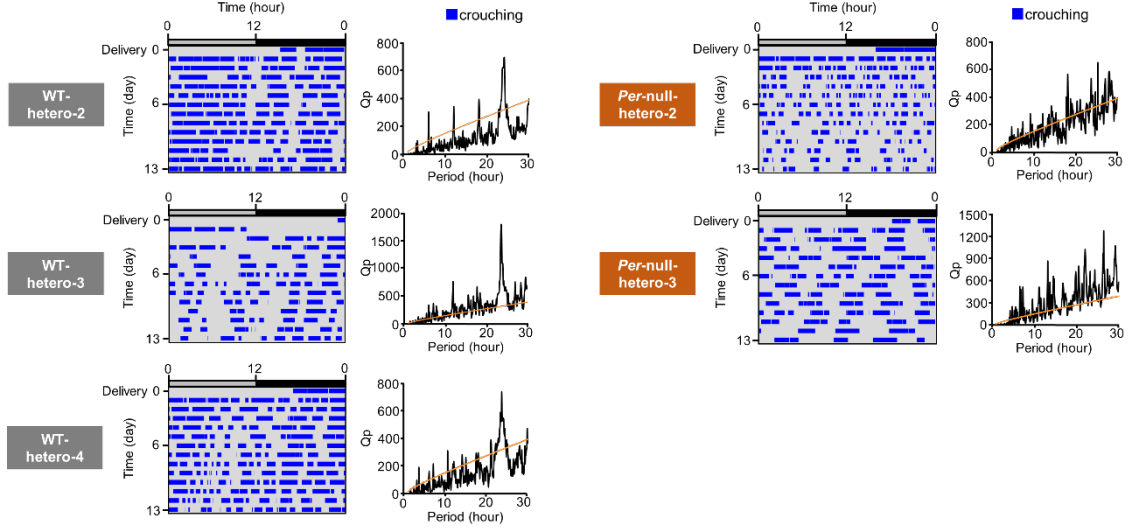 Time (hour)
crouching
0 12 0
Delivery 0
6
13
Time (day)
WT-
hetero-2
800
600
400
200
0
Qp
0 10 20 30
Period (hour)
0 12 0
Delivery 0
6
13
Time (day)
WT-
hetero-3
2000
1500
1000
500
0
Qp
0 10 20 30
Period (hour)
0 12 0
Delivery 0
6
13
Time (day)
WT-
hetero-4
800
600
400
200
0
Qp
0 10 20 30
Period (hour)
Time (hour)
crouching
0 12 0
Delivery 0
6
13
Time (day)
Per-null-
hetero-2
800
600
400
200
0
Qp
0 10 20 30
Period (hour)
0 12 0
Delivery 0
6
13
Time (day)
Per-null-
hetero-3
1500
1200
900
600
300
0
Qp
0 10 20 30
Period (hour)